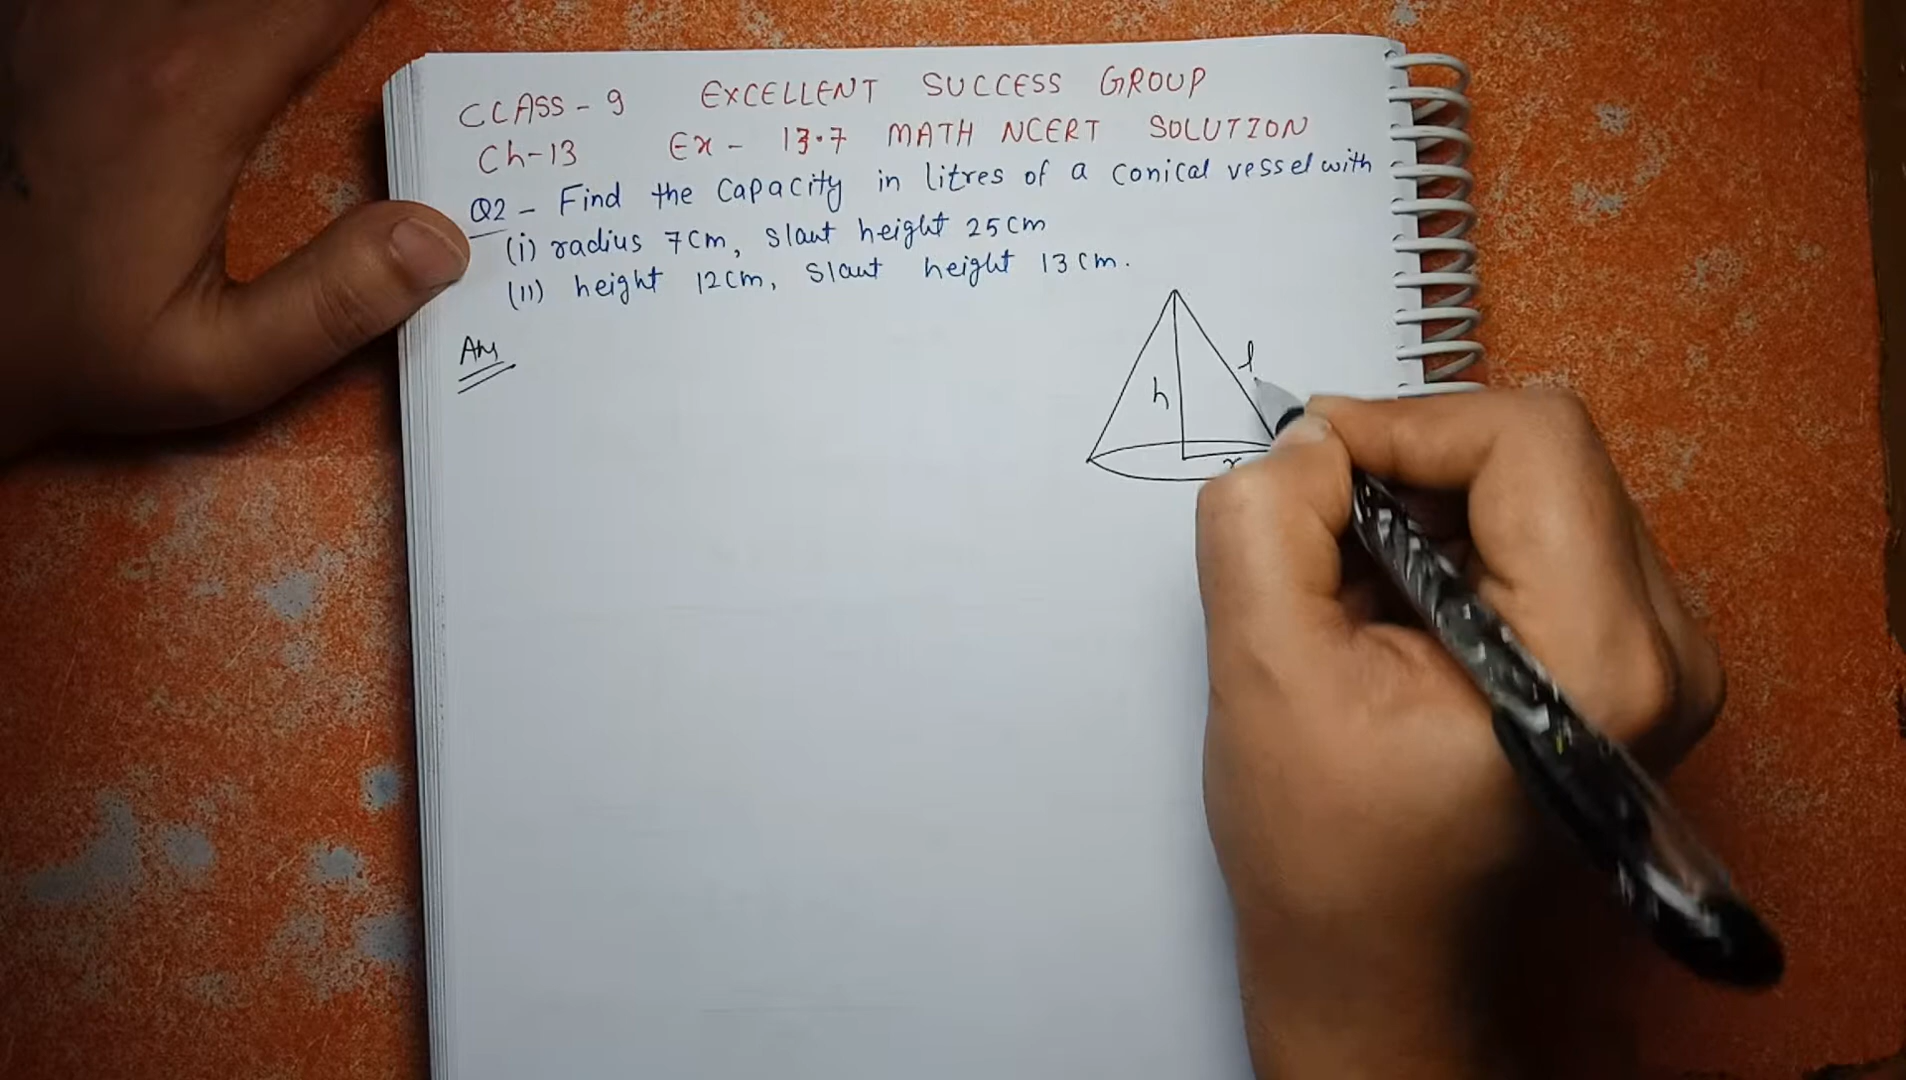 CLASS - 9 EXCELLENT SUCCESS GROUP
Ch-13 Ex - 13.7 MATH NCERT SOLUTION
Q2 - Find the Capacity in litres of a conical vessel with
(i) radius 7cm, slant height 25cm
(ii) height 12cm, slant height 13cm.
Ans
l
h
r